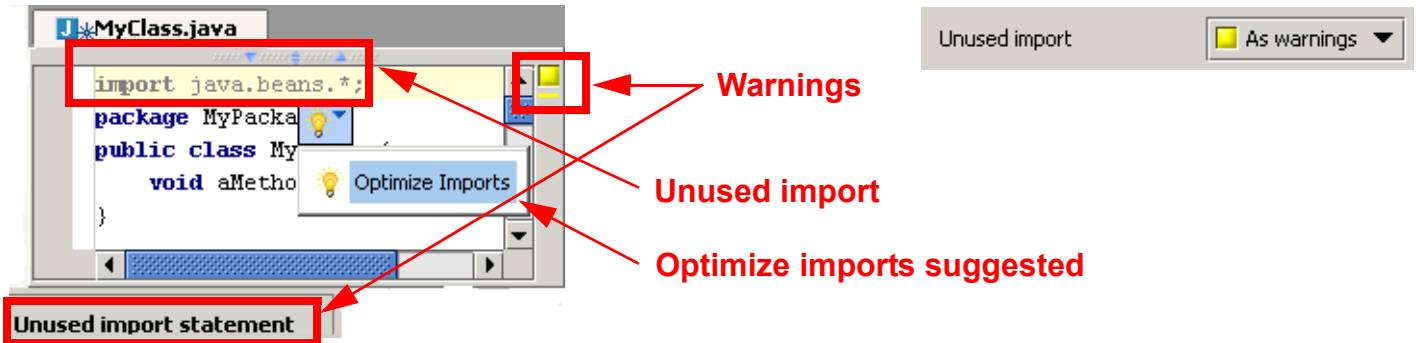 MyClass.java
import java.beans.*;
package MyPacka
public class My
void aMetho
}
Optimize Imports
Unused import statement
Warnings
Unused import
Optimize imports suggested
Unused import
As warnings